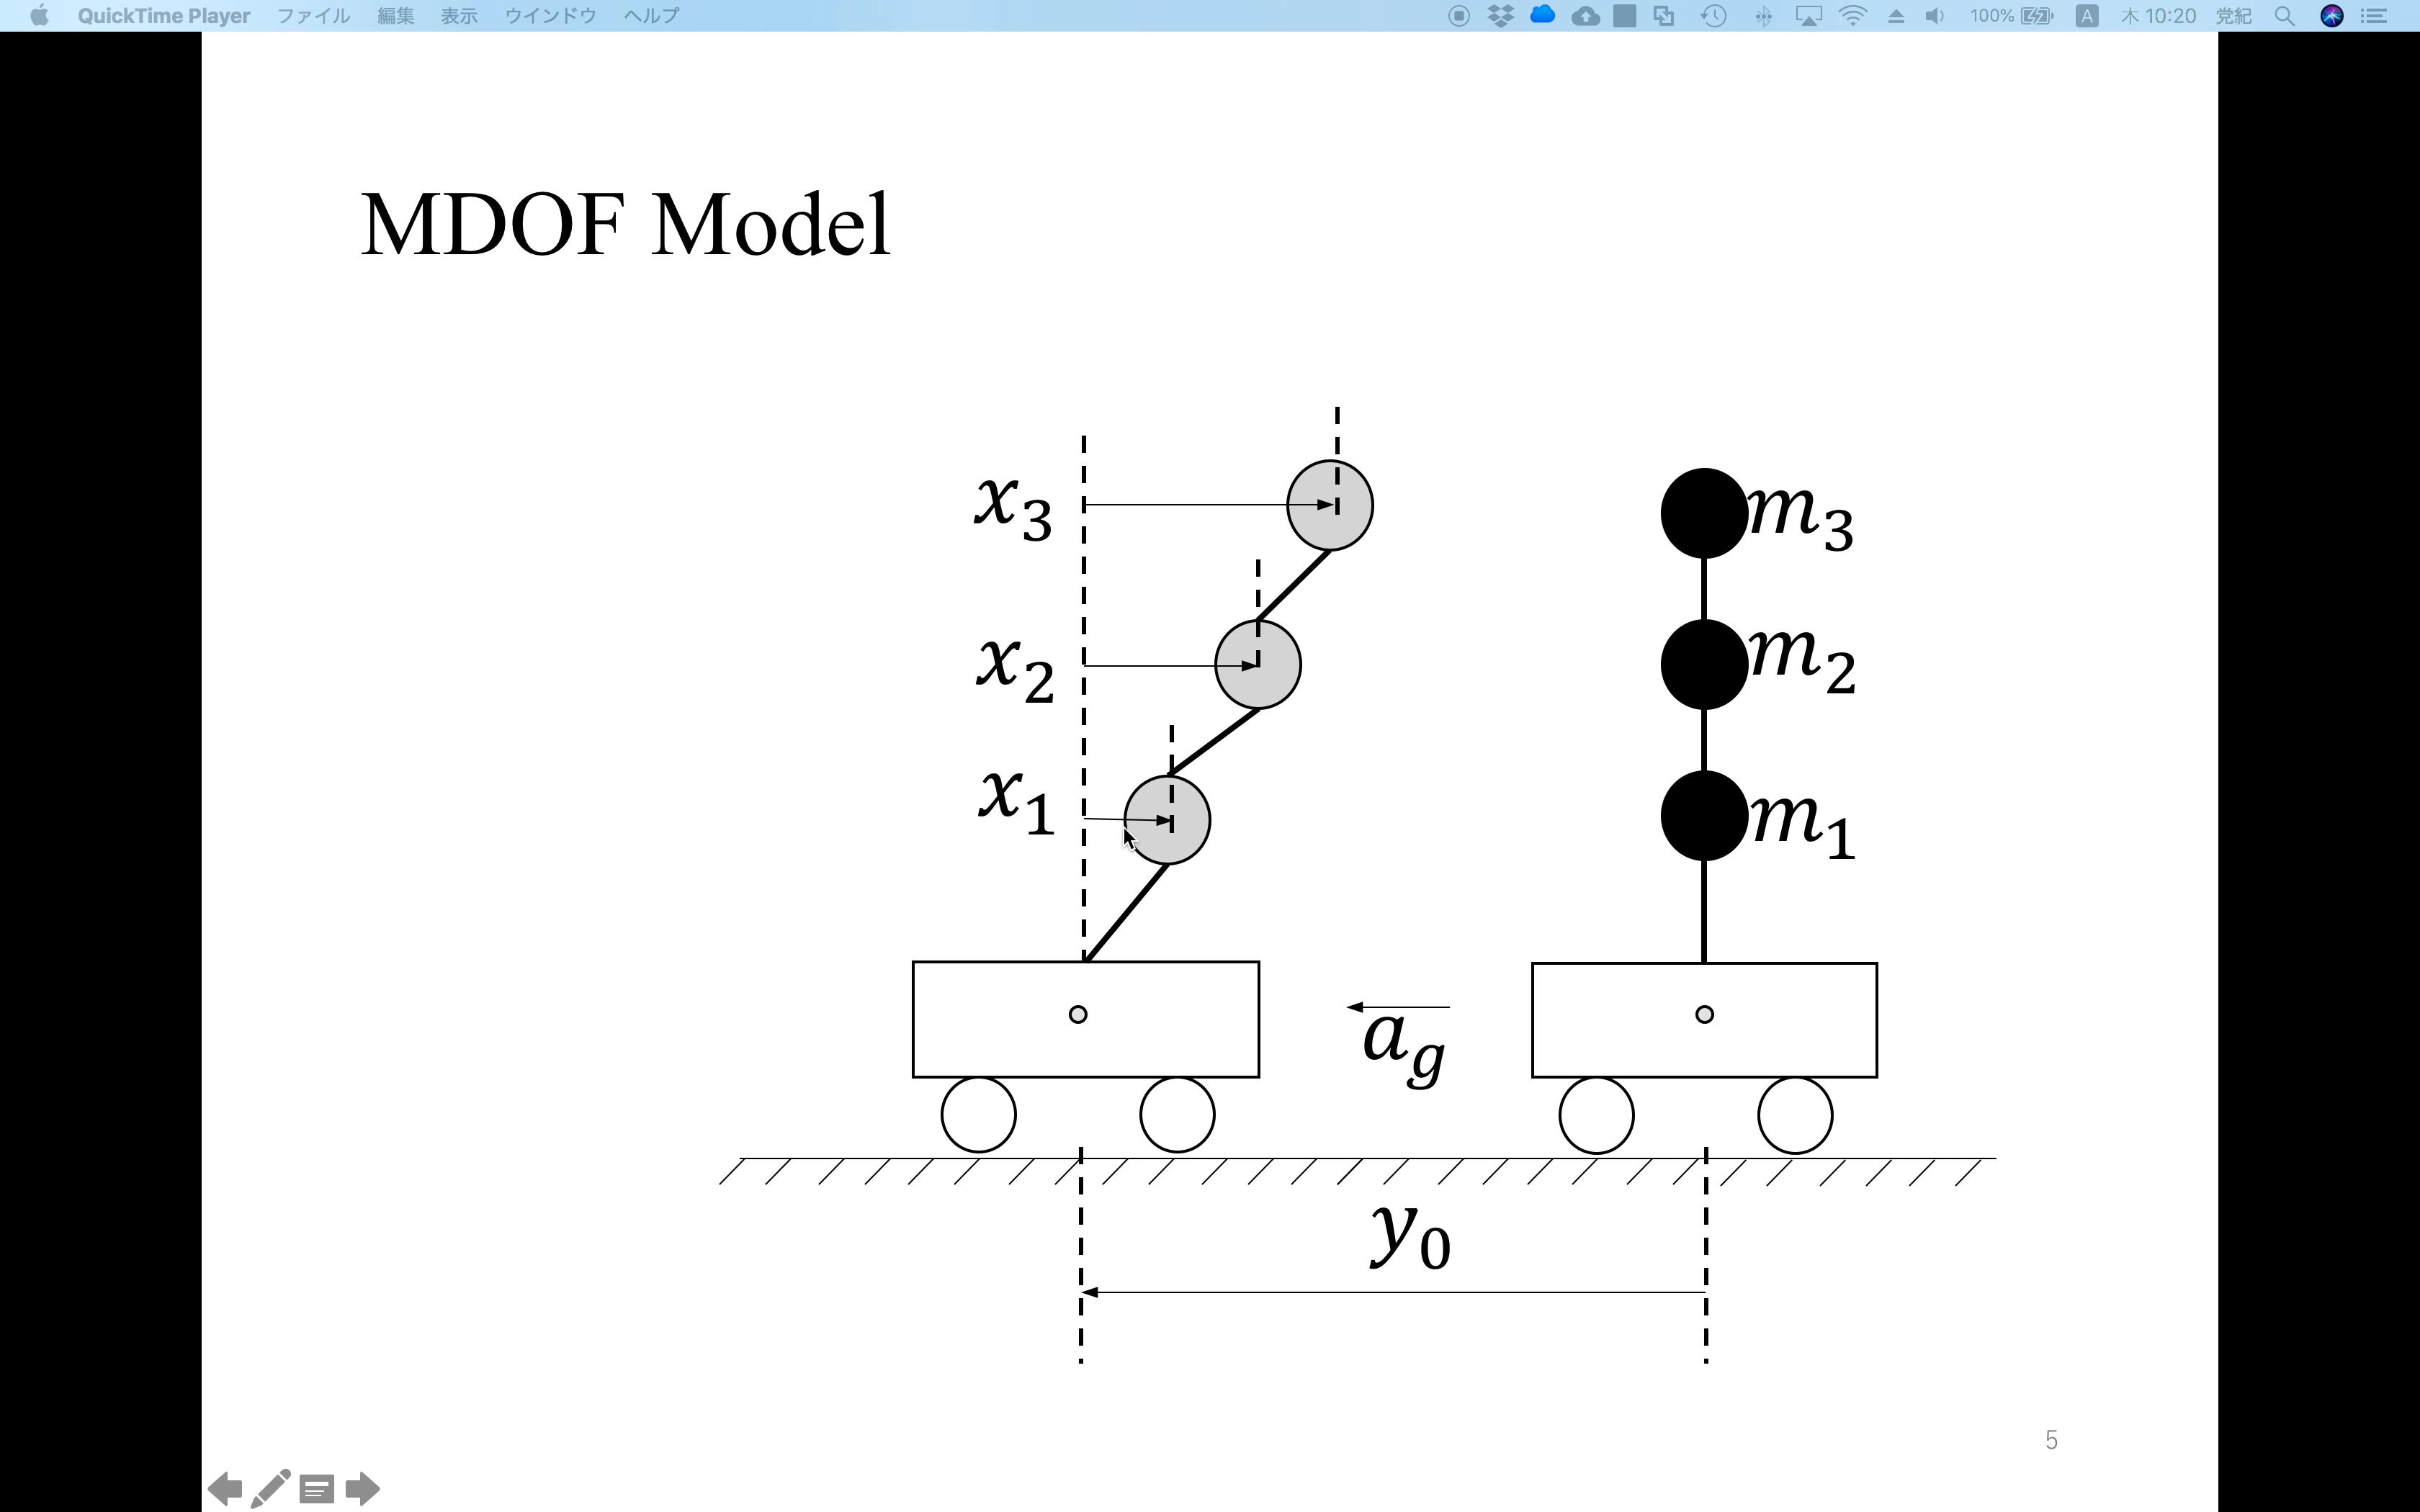 QuickTime Player ファイル 編集 表示 ウインドウ ヘルプ 100% A 木 10:20 党紀
MDOF Model
x₃ m₃
x₂ m₂
x₁ m₁
a_g
y₀
5